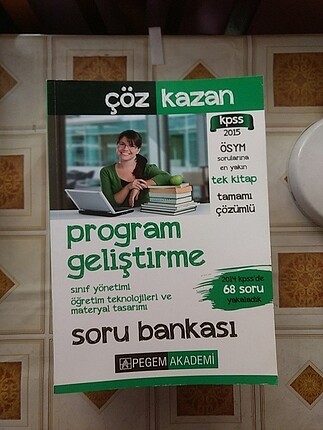 çöz kazan
kpss
2015
ÖSYM
sorularına
en yakın
tek kitap
tamamı
çözümlü
program
geliştirme
sınıf yönetimi
öğretim teknolojileri ve
materyal tasarımı
2014 kpss'de
68 soru
yakaladık
soru bankası
PEGEM AKADEMİ